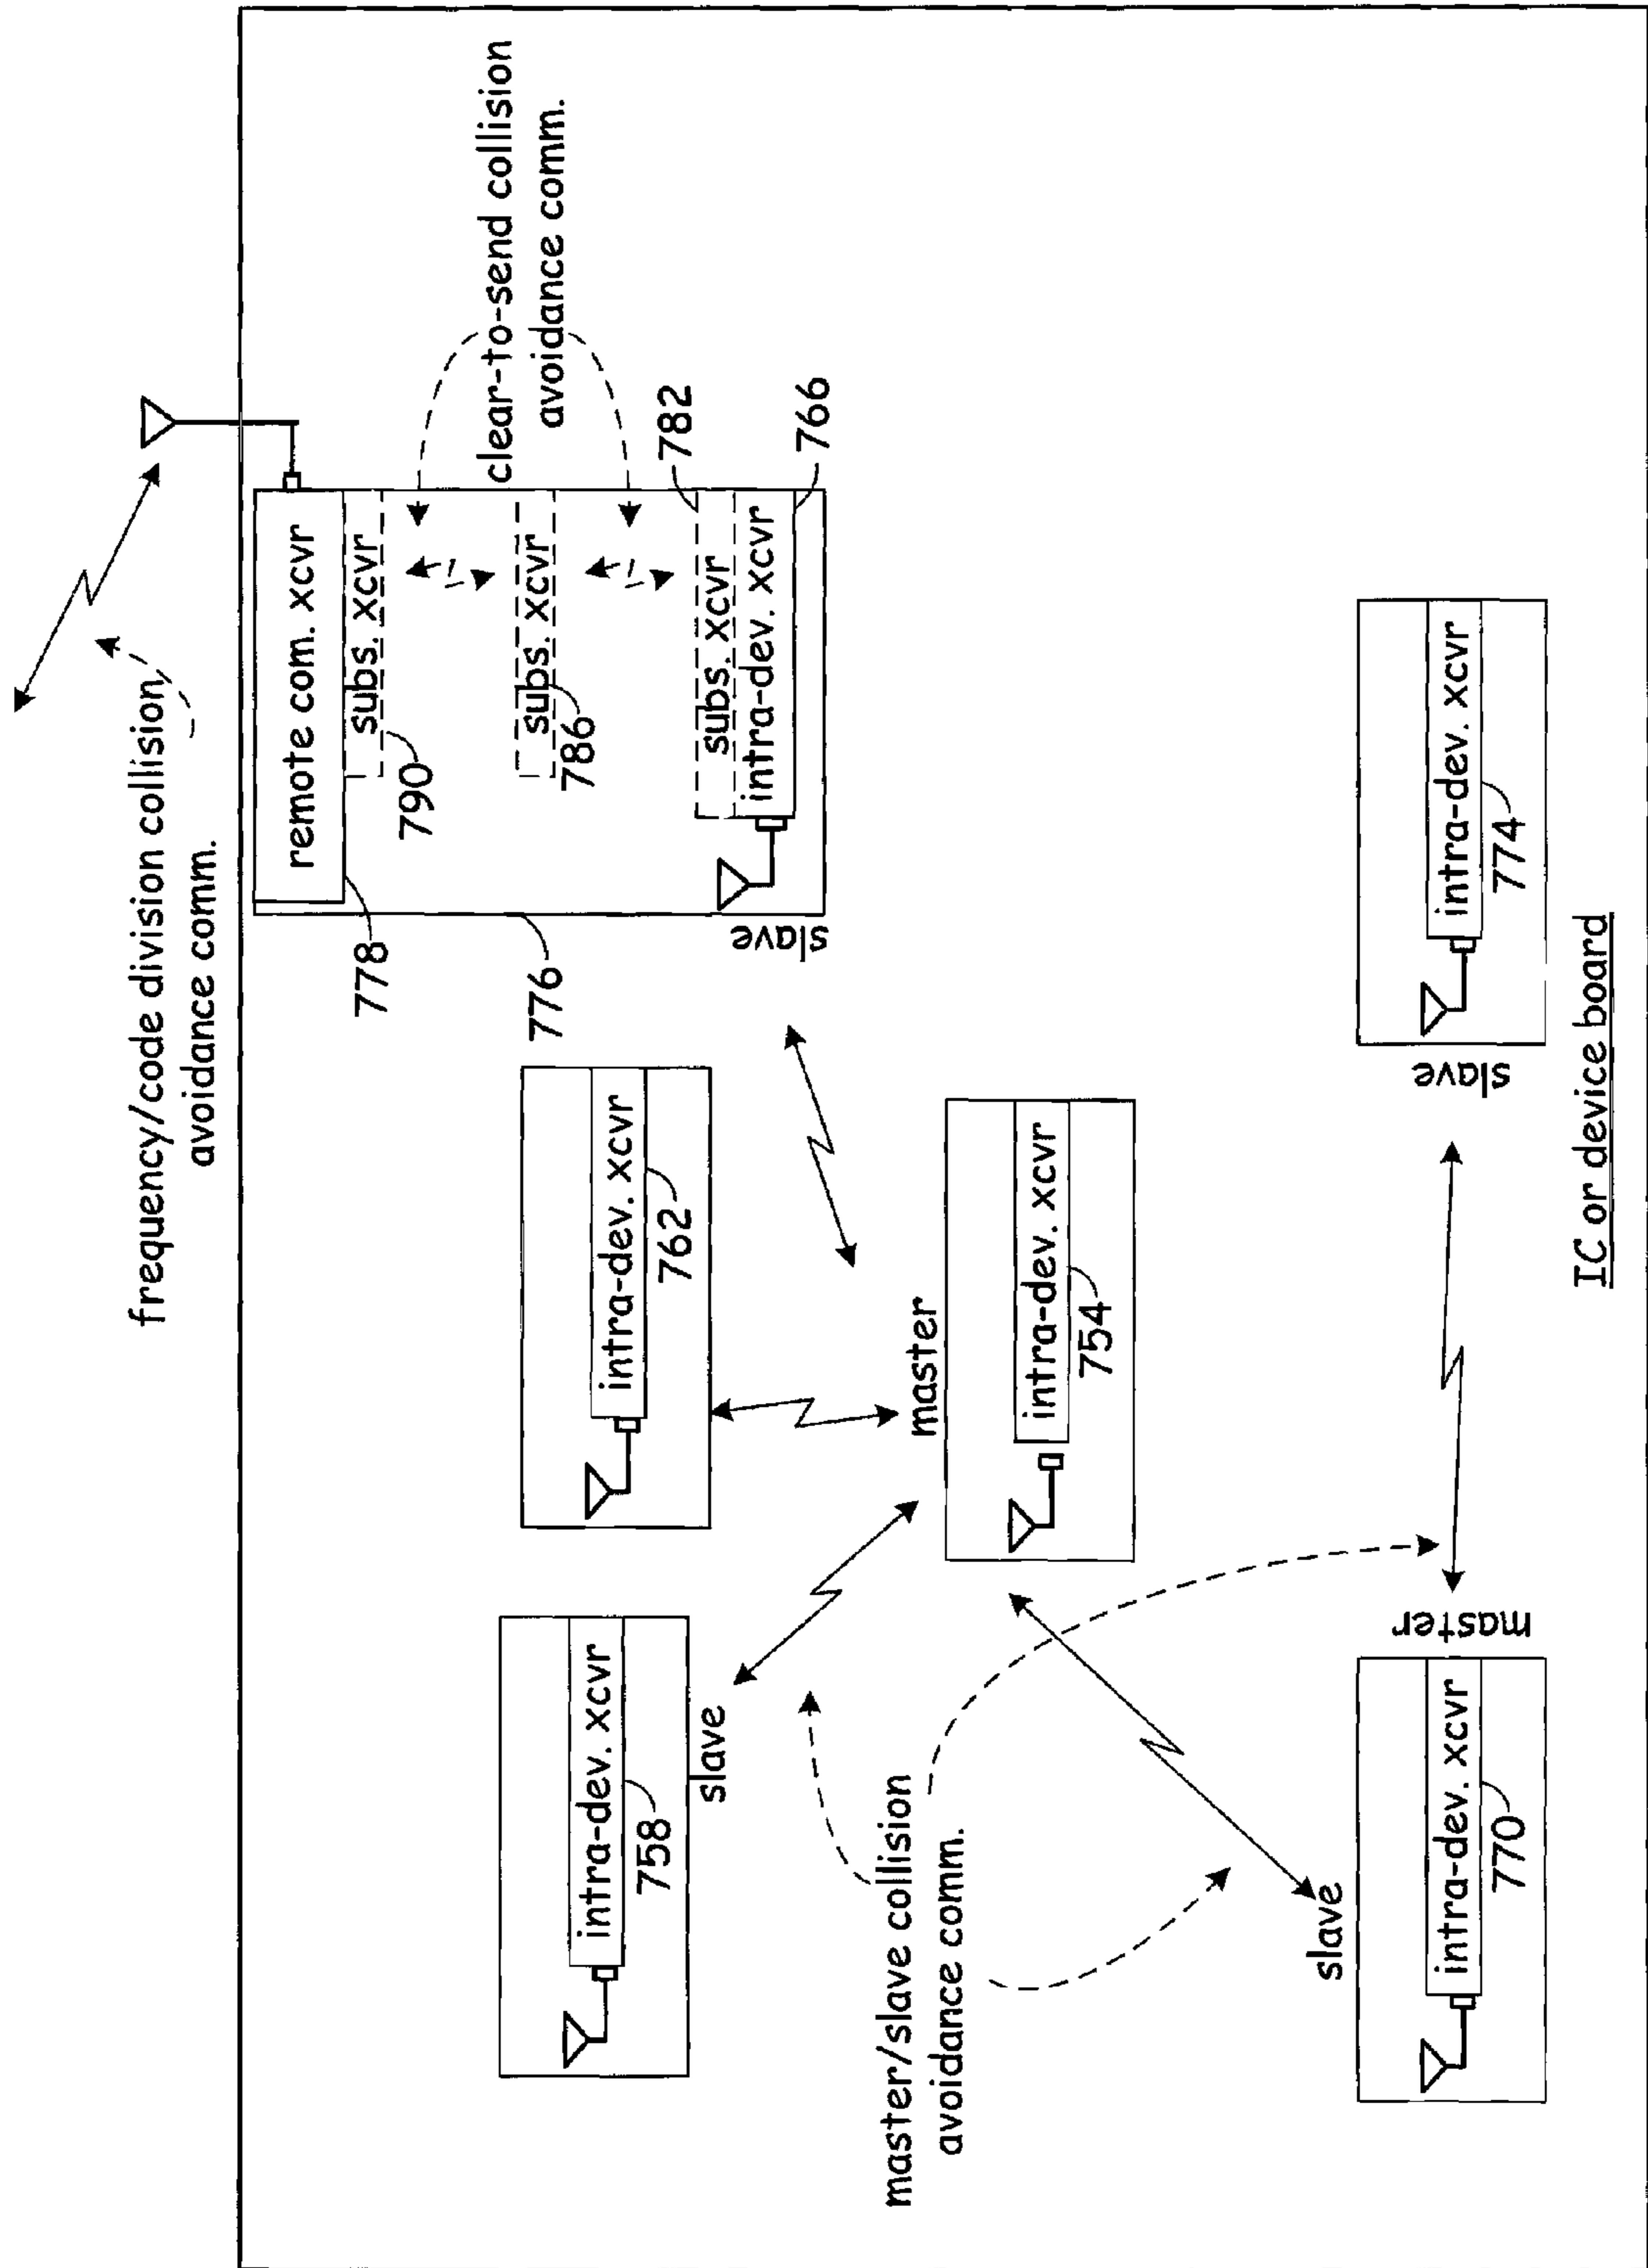 frequency/code division collision
avoidance comm.
remote com. xcvr
778
subs. xcvr
790
clear-to-send collision
avoidance comm.
subs. xcvr
786
776
subs. xcvr
782
intra-dev. xcvr
766
slave
intra-dev. xcvr
758
slave
intra-dev. xcvr
762
master
intra-dev. xcvr
754
master/slave collision
avoidance comm.
slave
intra-dev. xcvr
770
master
slave
intra-dev. xcvr
774
IC or device board